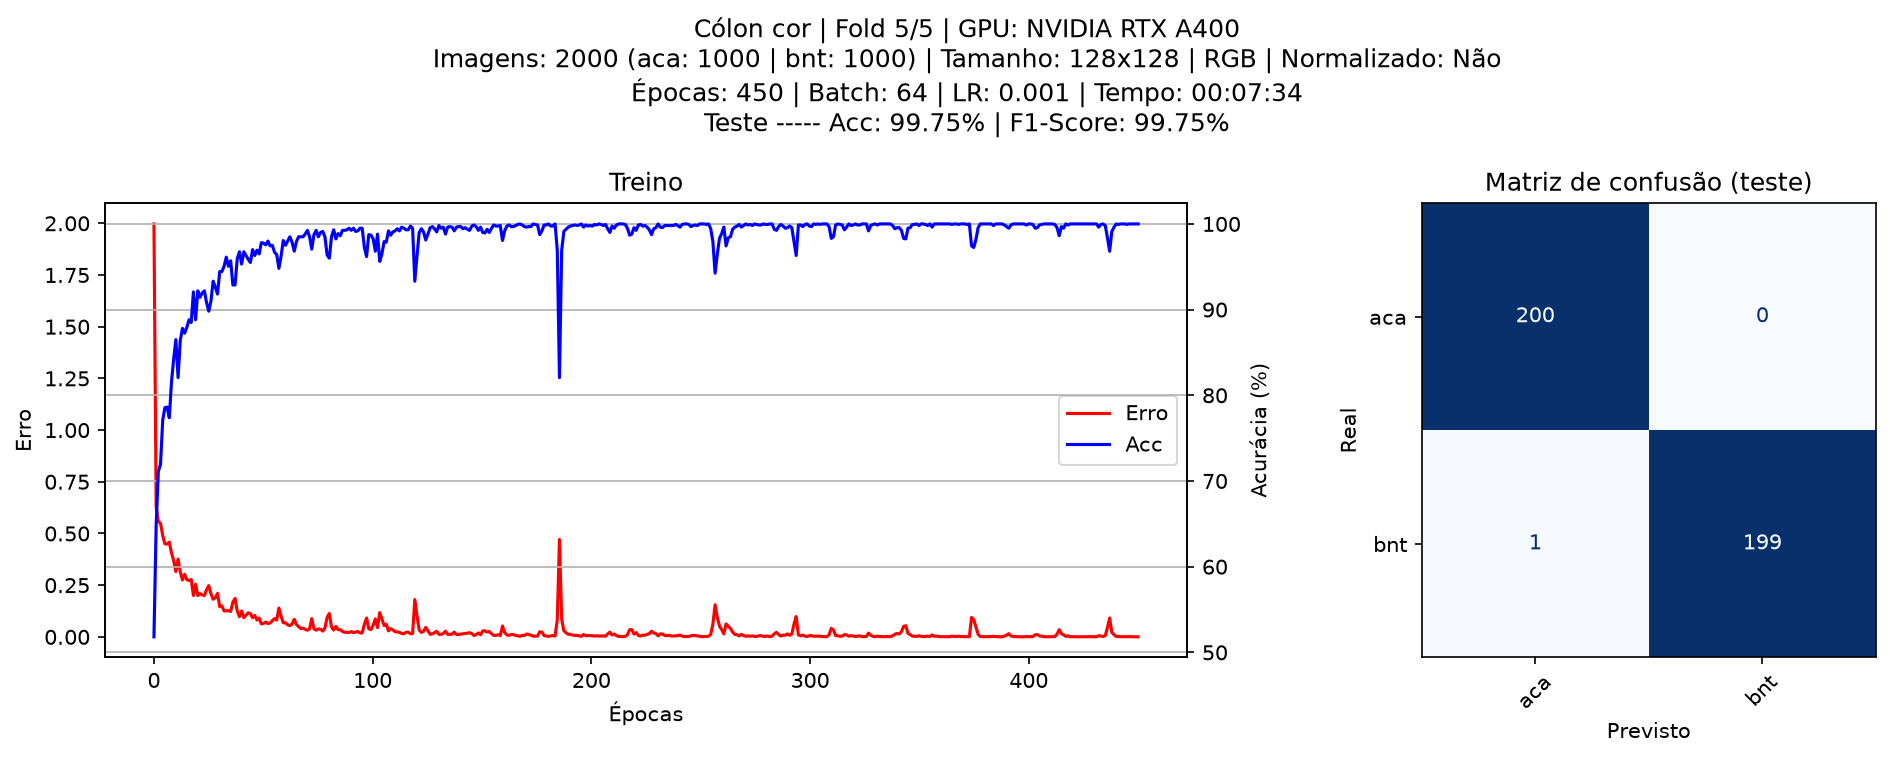 Cólon cor | Fold 5/5 | GPU: NVIDIA RTX A400
Imagens: 2000 (aca: 1000 | bnt: 1000) | Tamanho: 128x128 | RGB | Normalizado: Não
Épocas: 450 | Batch: 64 | LR: 0.001 | Tempo: 00:07:34
Teste ----- Acc: 99.75% | F1-Score: 99.75%
Treino
Erro
2.00
1.75
1.50
1.25
1.00
0.75
0.50
0.25
0.00
0
100
200
300
400
Épocas
100
90
80
70
60
50
Acurácia (%)
Erro
Acc
Matriz de confusão (teste)
Real
aca
200
0
bnt
1
199
aca
bnt
Previsto